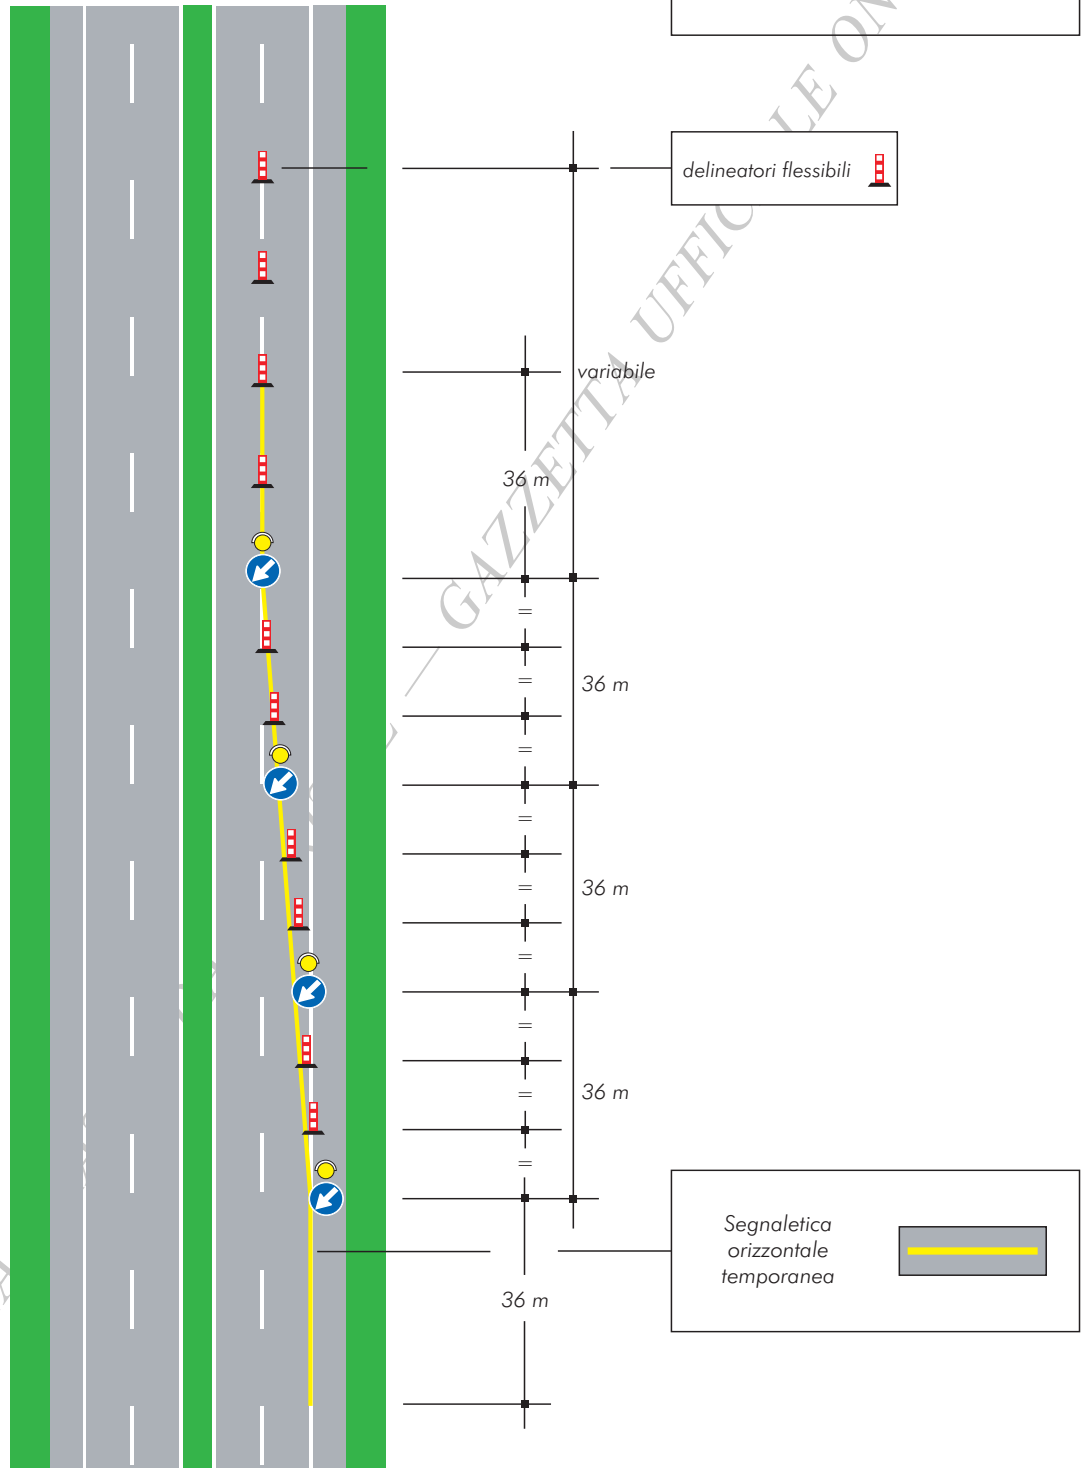 delineatori flessibili
variabile
36 m
36 m
36 m
36 m
Segnaletica
orizzontale
temporanea
36 m
— GAZZETTA UFFICIALE ON